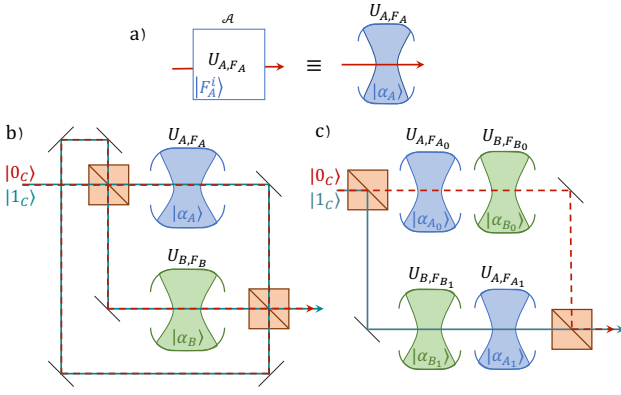 a)
𝒜
U_{A,F_A}
|F_A^i⟩
≡
U_{A,F_A}
|α_A⟩
b)
|0_C⟩
|1_C⟩
U_{A,F_A}
|α_A⟩
U_{B,F_B}
|α_B⟩
c)
|0_C⟩
|1_C⟩
U_{A,F_{A_0}} U_{B,F_{B_0}}
|α_{A_0}⟩ |α_{B_0}⟩
U_{B,F_{B_1}} U_{A,F_{A_1}}
|α_{B_1}⟩ |α_{A_1}⟩